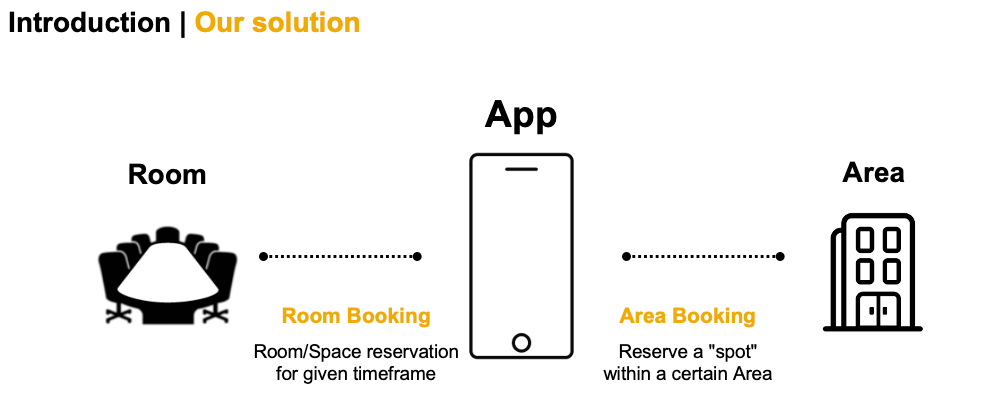 Introduction | Our solution
App
Room
Area
Room Booking
Room/Space reservation
for given timeframe
Area Booking
Reserve a "spot"
within a certain Area